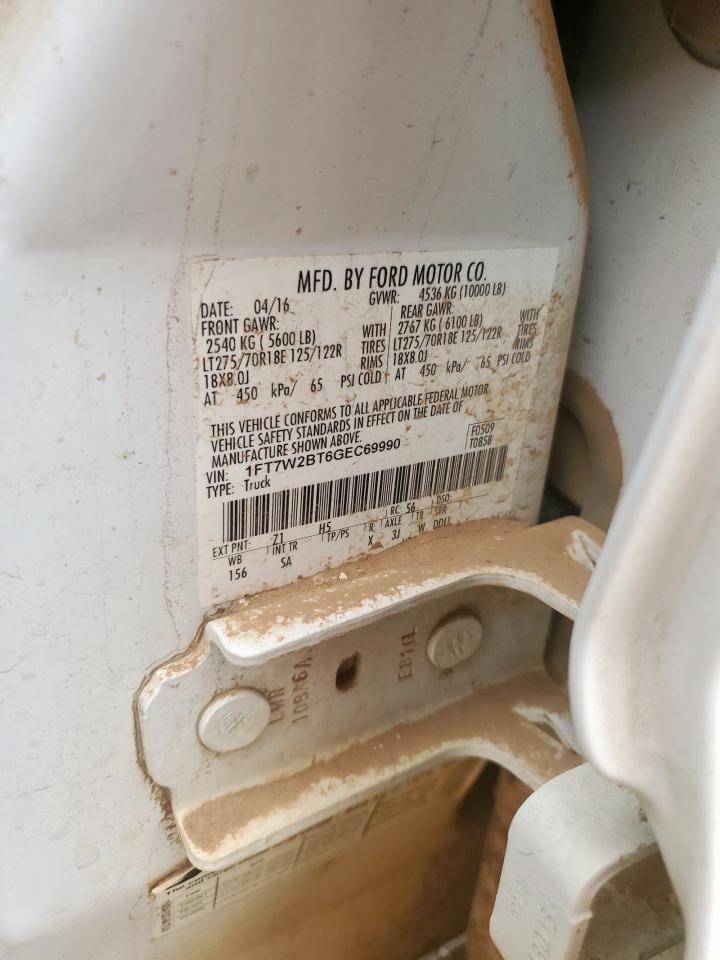 MFD. BY FORD MOTOR CO.
DATE: 04/16 GVWR: 4536 KG (10000 LB)
FRONT GAWR: REAR GAWR:
2540 KG ( 5600 LB) WITH 2767 KG ( 6100 LB) WITH
LT275/70R18E 125/122R TIRES LT275/70R18E 125/122R TIRES
18X8.0J RIMS 18X8.0J RIMS
AT 450 kPa/ 65 PSI COLD AT 450 kPa/ 65 PSI COLD
THIS VEHICLE CONFORMS TO ALL APPLICABLE FEDERAL MOTOR
VEHICLE SAFETY STANDARDS IN EFFECT ON THE DATE OF
MANUFACTURE SHOWN ABOVE.
VIN: 1FT7W2BT6GEC69990 F0509
TYPE: Truck T0B58
EXT PNT: Z1 H5 RC: 56 DSO:
WB INT TR TP/PS R AXLE TR SPR
156 SA X 3J W DDLL
LWR
E81